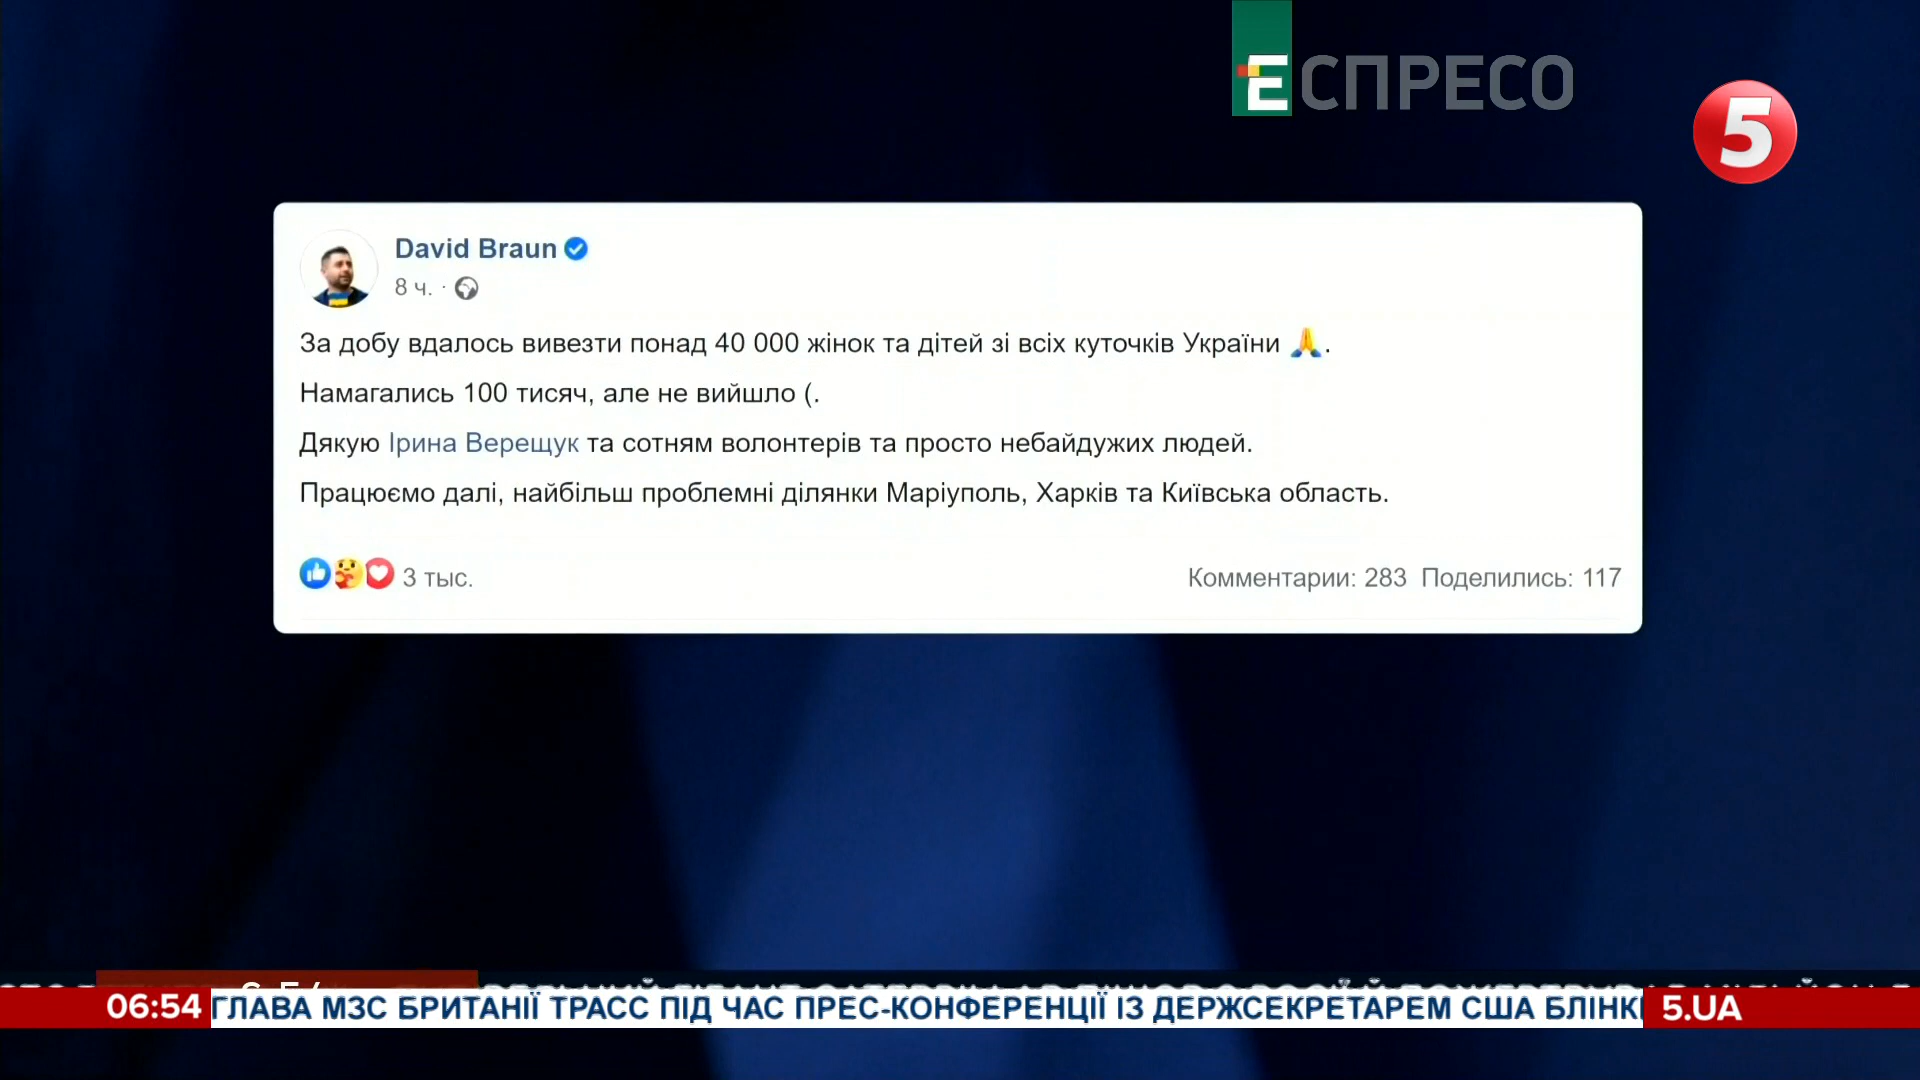 ЕСПРЕСО
5
David Braun
8 ч. ·
За добу вдалось вивезти понад 40 000 жінок та дітей зі всіх куточків України 🙏.
Намагались 100 тисяч, але не вийшло (.
Дякую Ірина Верещук та сотням волонтерів та просто небайдужих людей.
Працюємо далі, найбільш проблемні ділянки Маріуполь, Харків та Київська область.
3 тыс.
Комментарии: 283 Поделились: 117
06:54 ГЛАВА МЗС БРИТАНІЇ ТРАСС ПІД ЧАС ПРЕС-КОНФЕРЕНЦІЇ ІЗ ДЕРЖСЕКРЕТАРЕМ США БЛІНК 5.UA